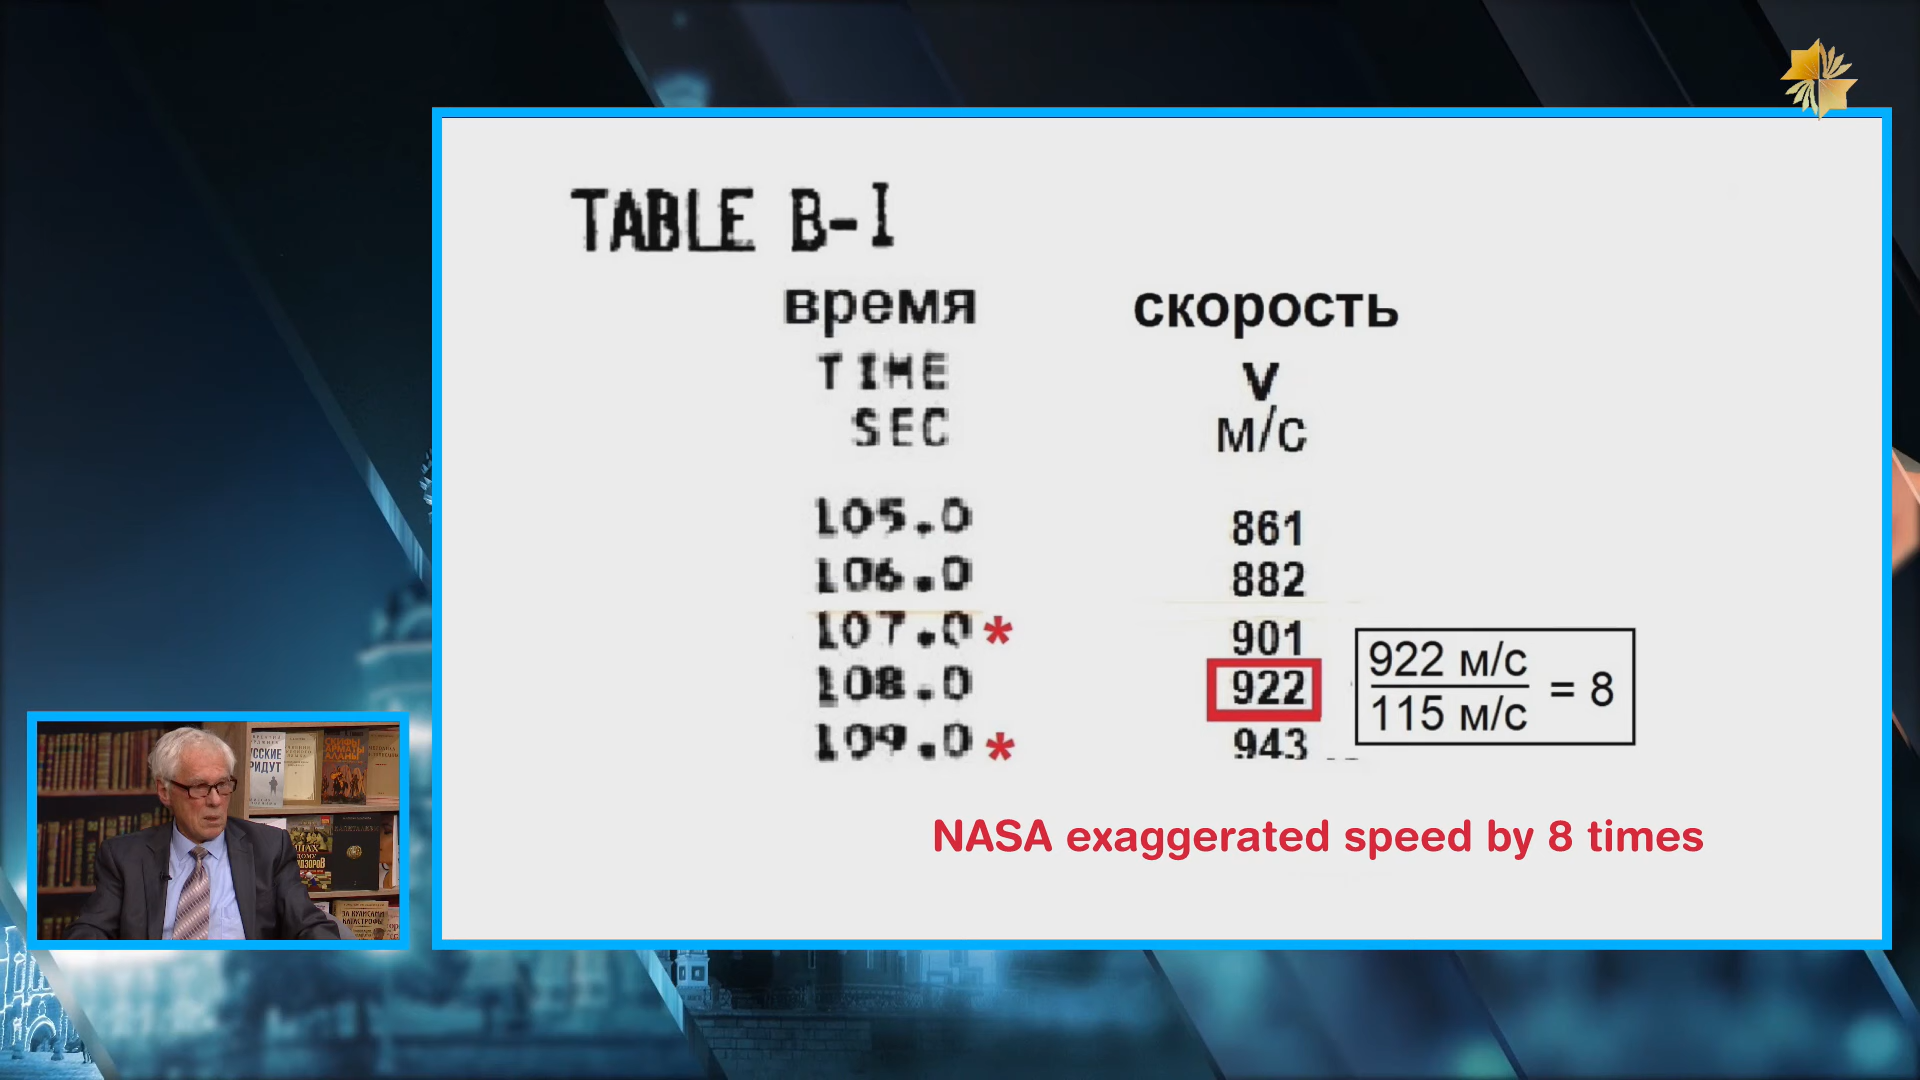 TABLE B-I
время скорость
TIME V
SEC М/С
105.0 861
106.0 882
107.0 * 901
108.0 922
109.0 * 943
922 м/с
115 м/с
= 8
NASA exaggerated speed by 8 times